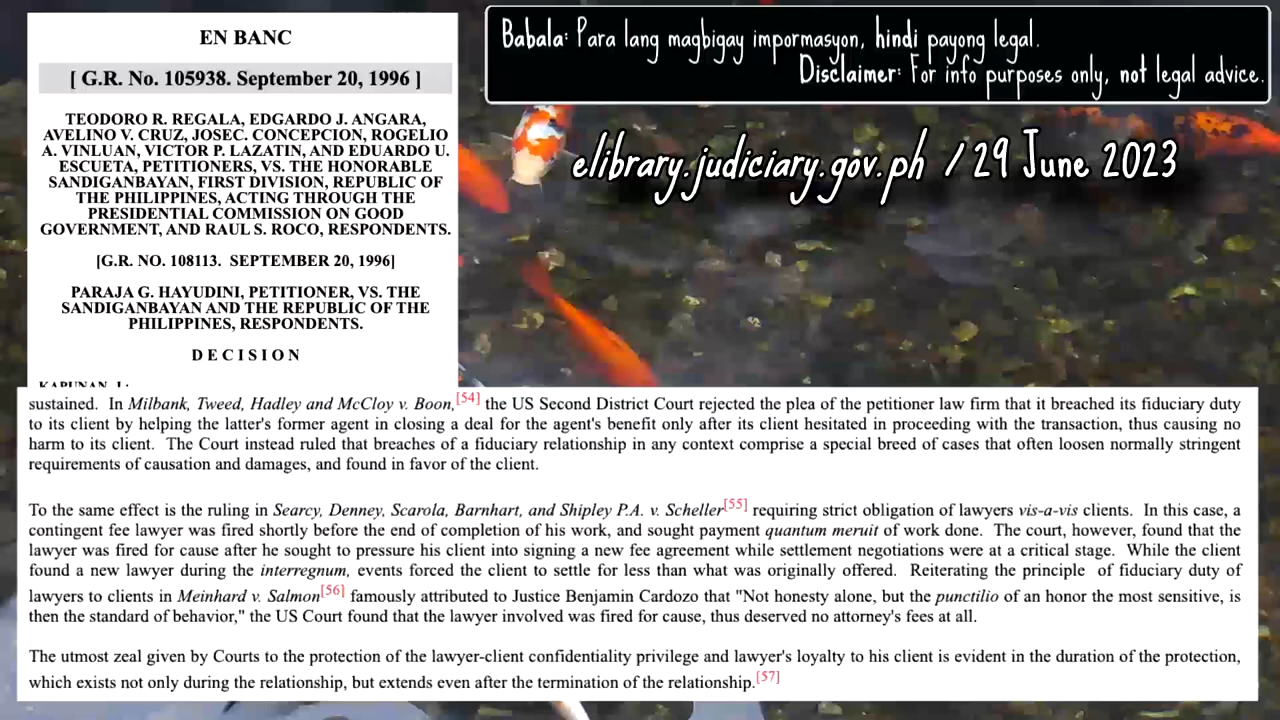 EN BANC
[ G.R. No. 105938. September 20, 1996 ]
TEODORO R. REGALA, EDGARDO J. ANGARA,
AVELINO V. CRUZ, JOSEC. CONCEPCION, ROGELIO
A. VINLUAN, VICTOR P. LAZATIN, AND EDUARDO U.
ESCUETA, PETITIONERS, VS. THE HONORABLE
SANDIGANBAYAN, FIRST DIVISION, REPUBLIC OF
THE PHILIPPINES, ACTING THROUGH THE
PRESIDENTIAL COMMISSION ON GOOD
GOVERNMENT, AND RAUL S. ROCO, RESPONDENTS.
[G.R. NO. 108113. SEPTEMBER 20, 1996]
PARAJA G. HAYUDINI, PETITIONER, VS. THE
SANDIGANBAYAN AND THE REPUBLIC OF THE
PHILIPPINES, RESPONDENTS.
D E C I S I O N
KAPUNAN, J.:
Babala: Para lang magbigay impormasyon, hindi payong legal.
Disclaimer: For info purposes only, not legal advice.
elibrary.judiciary.gov.ph / 29 June 2023
sustained. In Milbank, Tweed, Hadley and McCloy v. Boon,[54] the US Second District Court rejected the plea of the petitioner law firm that it breached its fiduciary duty
to its client by helping the latter's former agent in closing a deal for the agent's benefit only after its client hesitated in proceeding with the transaction, thus causing no
harm to its client. The Court instead ruled that breaches of a fiduciary relationship in any context comprise a special breed of cases that often loosen normally stringent
requirements of causation and damages, and found in favor of the client.
To the same effect is the ruling in Searcy, Denney, Scarola, Barnhart, and Shipley P.A. v. Scheller[55] requiring strict obligation of lawyers vis-a-vis clients. In this case, a
contingent fee lawyer was fired shortly before the end of completion of his work, and sought payment quantum meruit of work done. The court, however, found that the
lawyer was fired for cause after he sought to pressure his client into signing a new fee agreement while settlement negotiations were at a critical stage. While the client
found a new lawyer during the interregnum, events forced the client to settle for less than what was originally offered. Reiterating the principle of fiduciary duty of
lawyers to clients in Meinhard v. Salmon[56] famously attributed to Justice Benjamin Cardozo that "Not honesty alone, but the punctilio of an honor the most sensitive, is
then the standard of behavior," the US Court found that the lawyer involved was fired for cause, thus deserved no attorney's fees at all.
The utmost zeal given by Courts to the protection of the lawyer-client confidentiality privilege and lawyer's loyalty to his client is evident in the duration of the protection,
which exists not only during the relationship, but extends even after the termination of the relationship.[57]